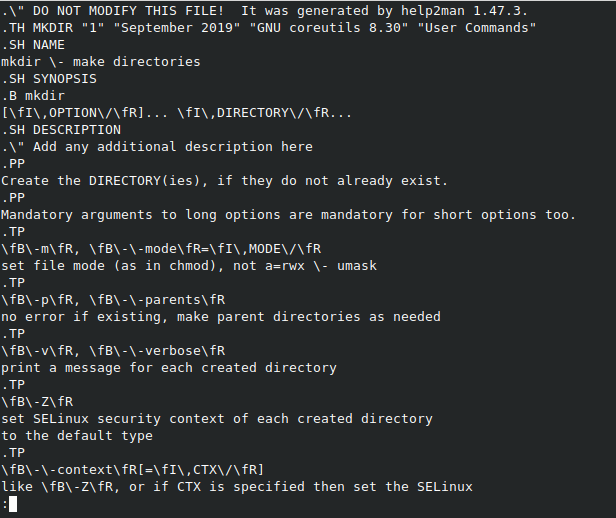 .\" DO NOT MODIFY THIS FILE!  It was generated by help2man 1.47.3.
.TH MKDIR "1" "September 2019" "GNU coreutils 8.30" "User Commands"
.SH NAME
mkdir \- make directories
.SH SYNOPSIS
.B mkdir
[\fI\,OPTION\/\fR]... \fI\,DIRECTORY\/\fR...
.SH DESCRIPTION
.\" Add any additional description here
.PP
Create the DIRECTORY(ies), if they do not already exist.
.PP
Mandatory arguments to long options are mandatory for short options too.
.TP
\fB\-m\fR, \fB\-\-mode\fR=\fI\,MODE\/\fR
set file mode (as in chmod), not a=rwx \- umask
.TP
\fB\-p\fR, \fB\-\-parents\fR
no error if existing, make parent directories as needed
.TP
\fB\-v\fR, \fB\-\-verbose\fR
print a message for each created directory
.TP
\fB\-Z\fR
set SELinux security context of each created directory
to the default type
.TP
\fB\-\-context\fR[=\fI\,CTX\/\fR]
like \fB\-Z\fR, or if CTX is specified then set the SELinux
: